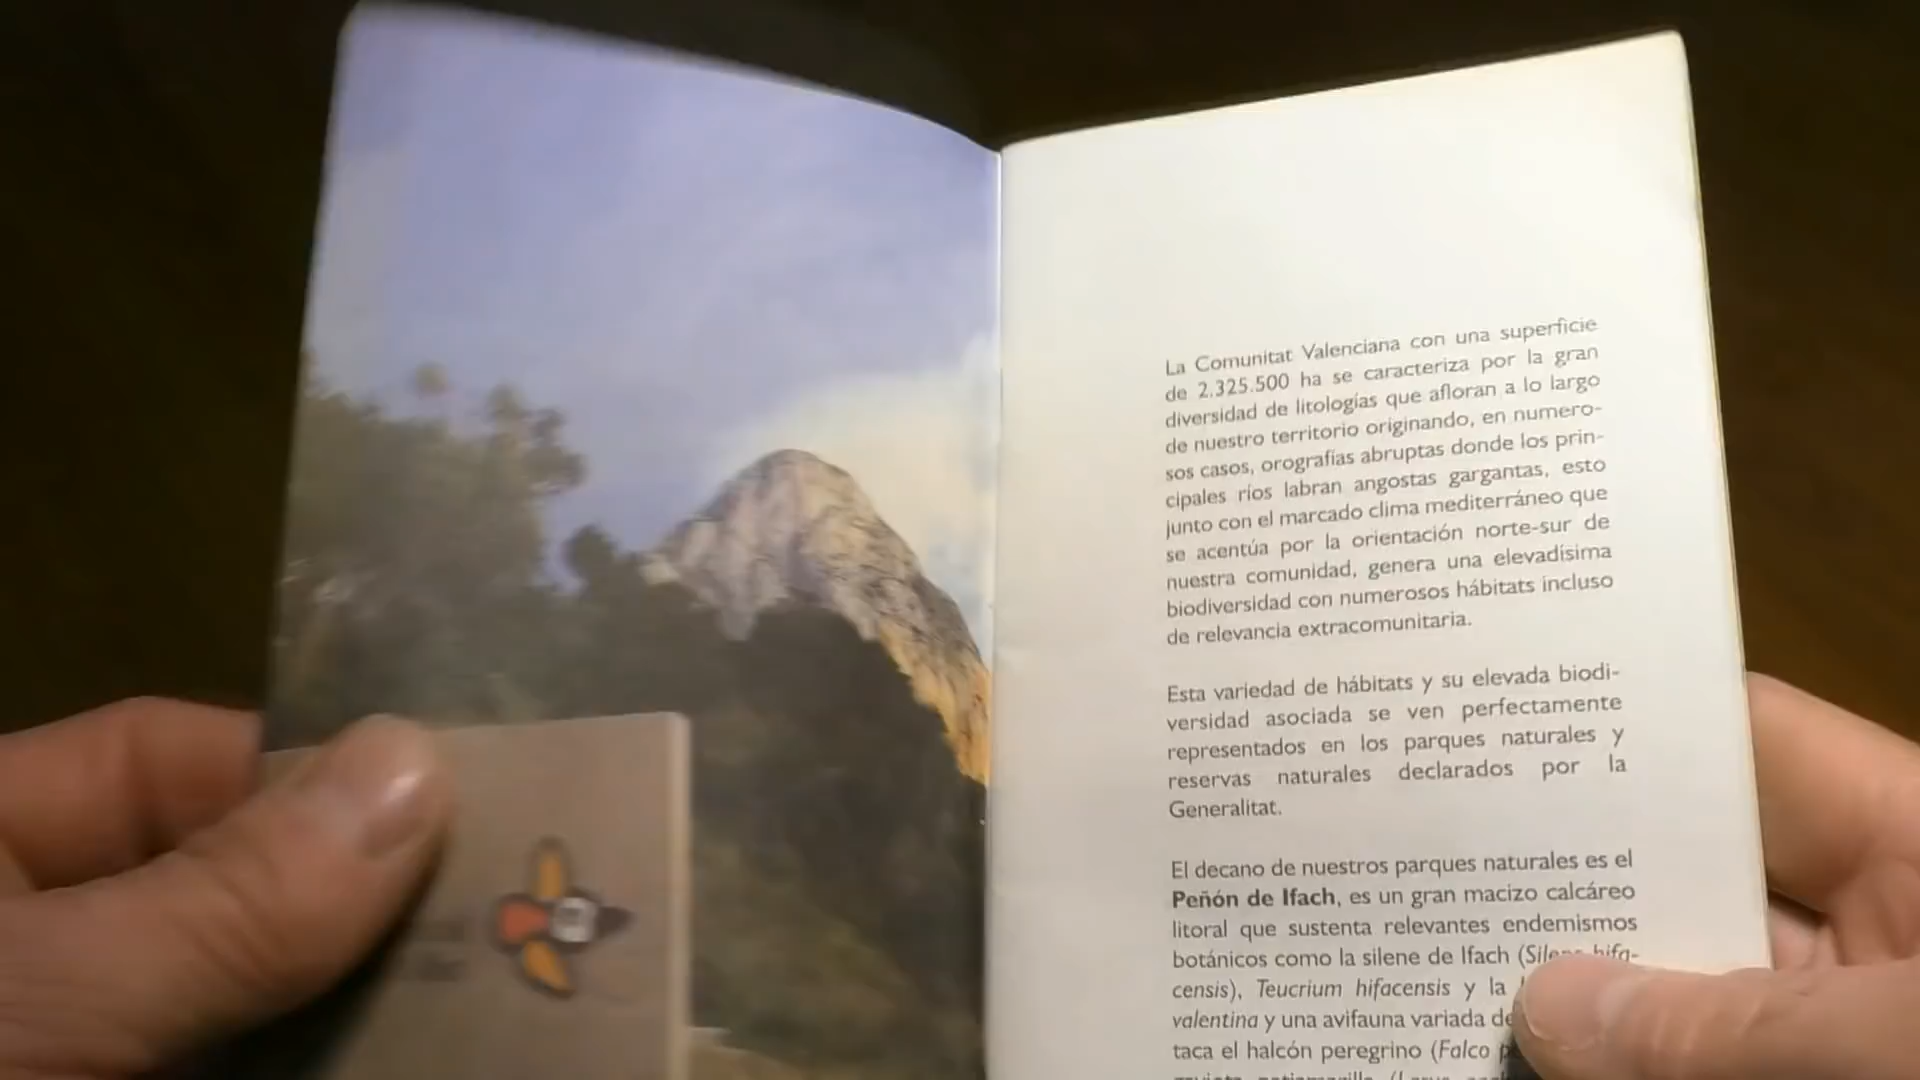 La Comunitat Valenciana con una superficie
de 2.325.500 ha se caracteriza por la gran
diversidad de litologías que afloran a lo largo
de nuestro territorio originando, en numero-
sos casos, orografías abruptas donde los prin-
cipales ríos labran angostas gargantas, esto
junto con el marcado clima mediterráneo que
se acentúa por la orientación norte-sur de
nuestra comunidad, genera una elevadísima
biodiversidad con numerosos hábitats incluso
de relevancia extracomunitaria.
Esta variedad de hábitats y su elevada biodi-
versidad asociada se ven perfectamente
representados en los parques naturales y
reservas naturales declarados por la
Generalitat.
El decano de nuestros parques naturales es el
Peñón de Ifach, es un gran macizo calcáreo
litoral que sustenta relevantes endemismos
botánicos como la silene de Ifach (Silene hifa-
censis), Teucrium hifacensis y la
valentina y una avifauna variada de
taca el halcón peregrino (Falco